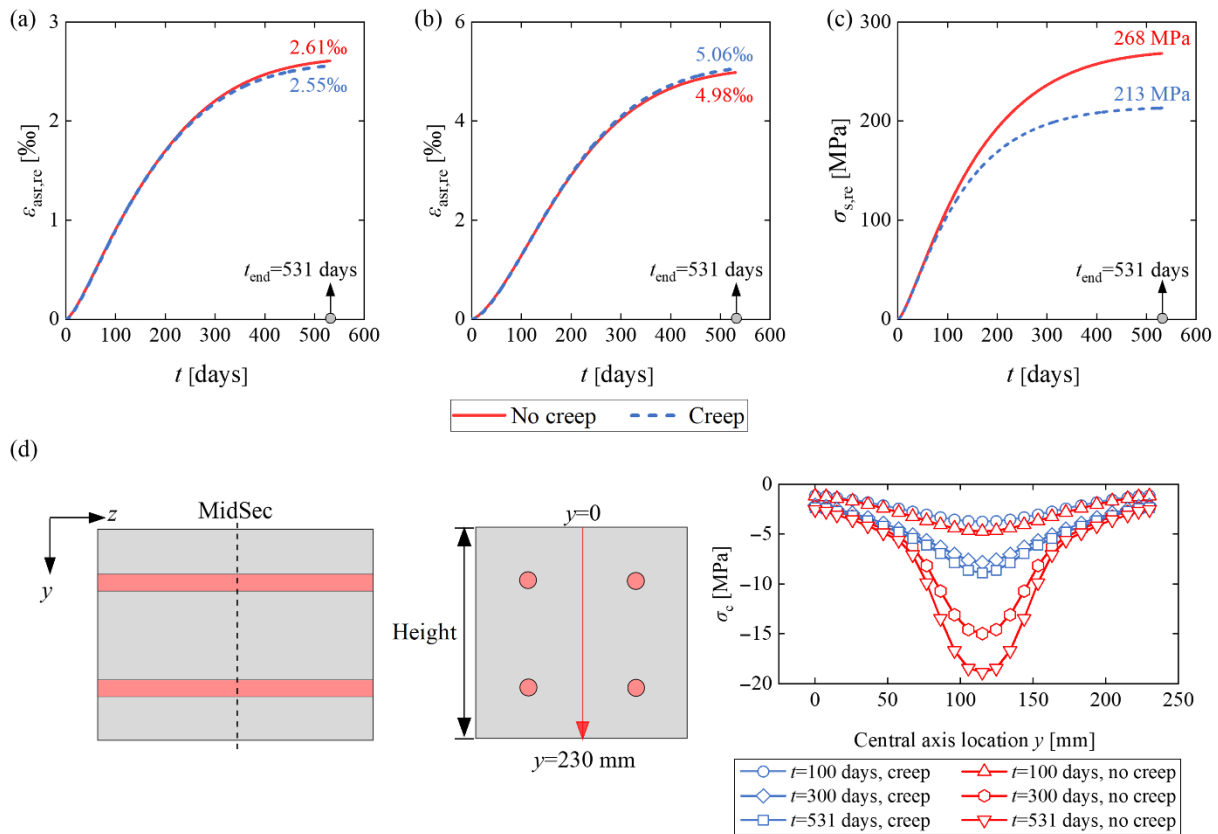 (a)
3
2
1
0
εasr,re [‰]
2.61‰
2.55‰
tend=531 days
0 100 200 300 400 500 600
t [days]
(b)
6
4
2
0
εasr,re [‰]
5.06‰
4.98‰
tend=531 days
0 100 200 300 400 500 600
t [days]
(c)
300
200
100
0
σs,re [MPa]
268 MPa
213 MPa
tend=531 days
0 100 200 300 400 500 600
t [days]
No creep Creep
(d)
z
y
MidSec
Height
y=0
y=230 mm
0
−5
−10
−15
−20
σc [MPa]
0 50 100 150 200 250
Central axis location y [mm]
t=100 days, creep t=100 days, no creep
t=300 days, creep t=300 days, no creep
t=531 days, creep t=531 days, no creep